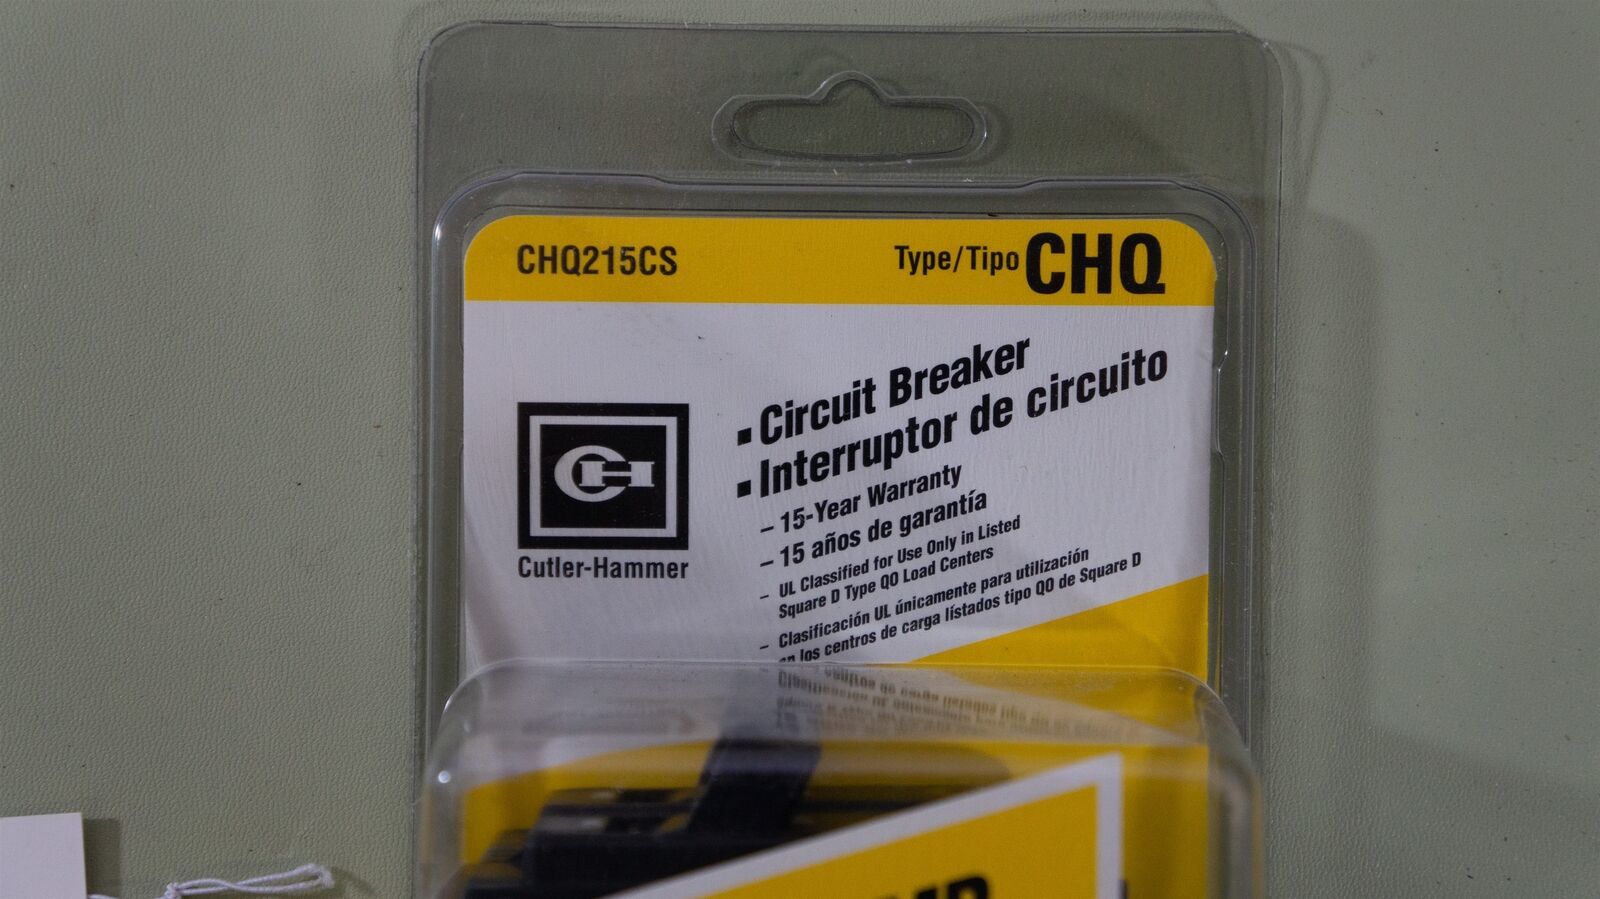 CHQ215CS
Type/Tipo CHQ
▪ Circuit Breaker
▪ Interruptor de circuito
– 15-Year Warranty
– 15 años de garantía
– UL Classified for Use Only in Listed
Square D Type QO Load Centers
– Clasificación UL únicamente para utilización
en los centros de carga lístados tipo QO de Square D
CH
Cutler-Hammer